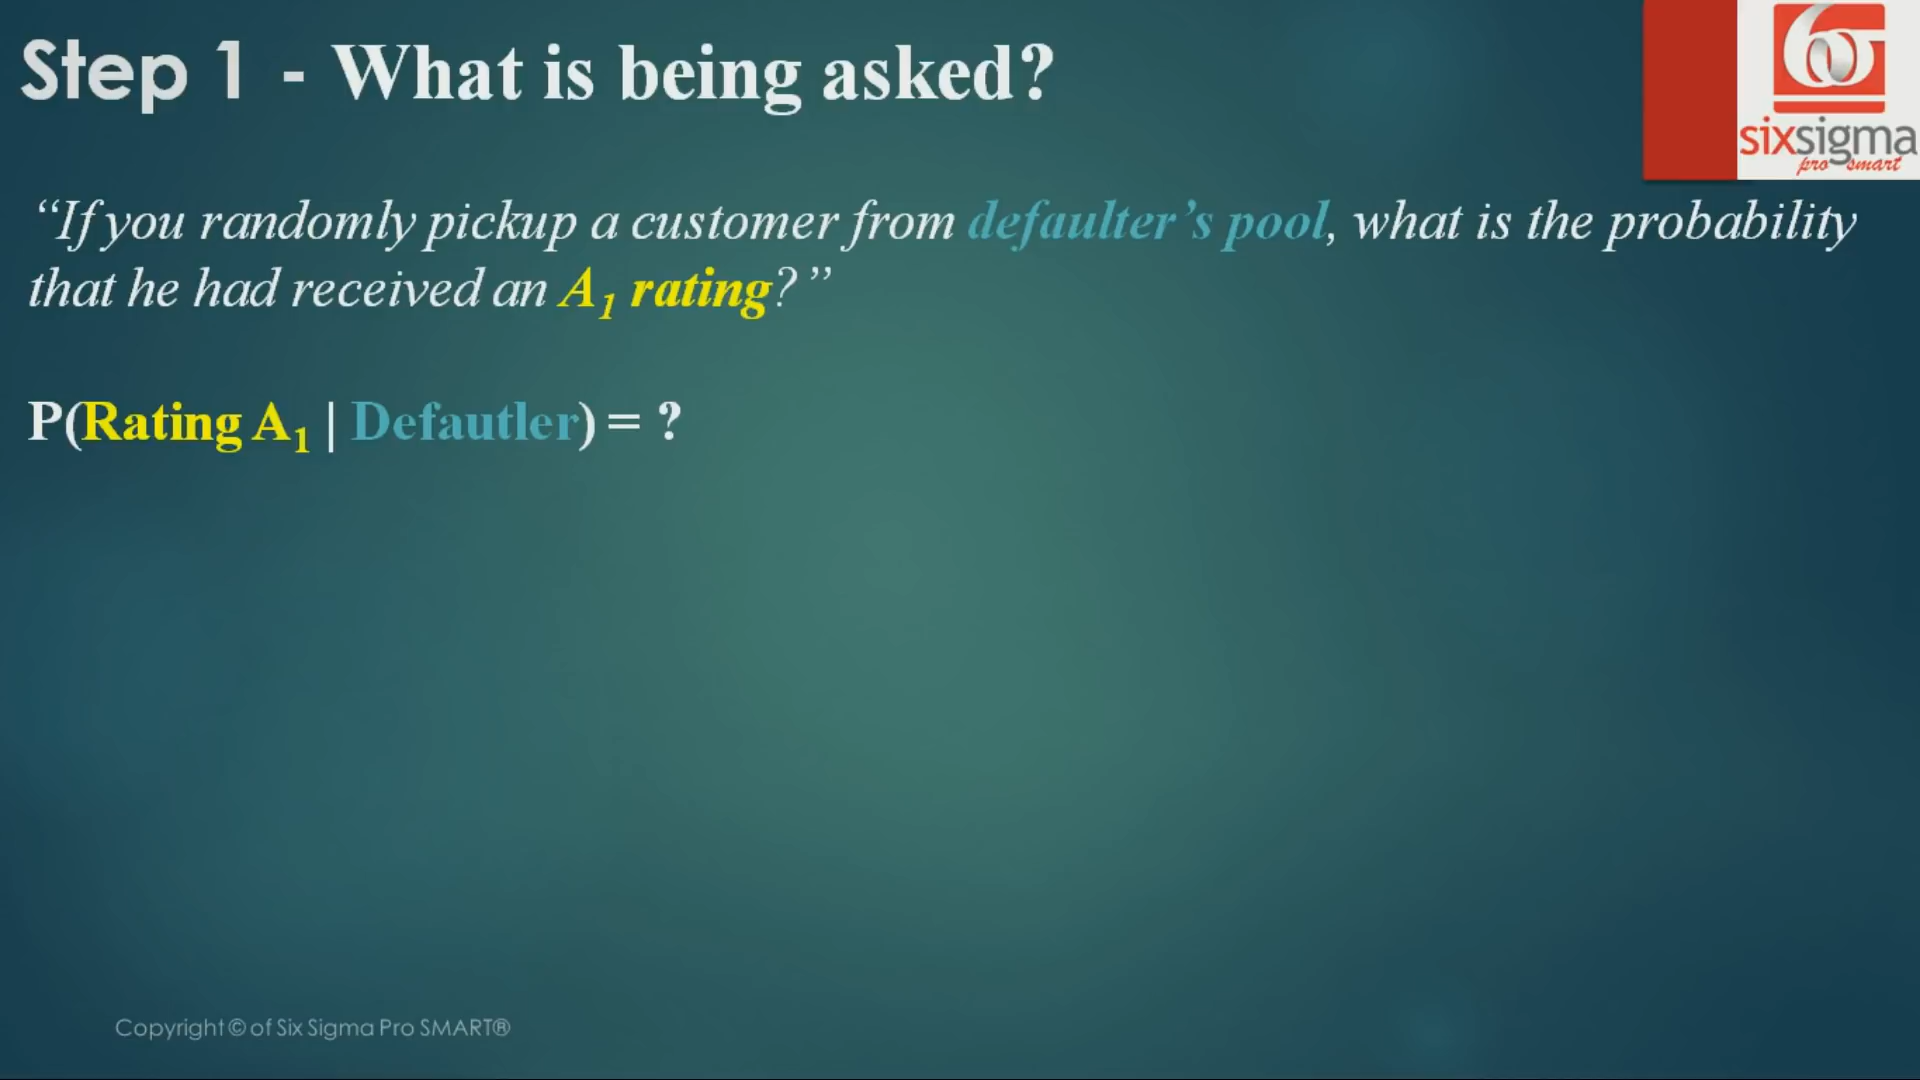 Step 1 - What is being asked?
sixsigma
pro smart
“If you randomly pickup a customer from defaulter’s pool, what is the probability
that he had received an A₁ rating?”
P(Rating A₁ | Defautler) = ?
Copyright © of Six Sigma Pro SMART®